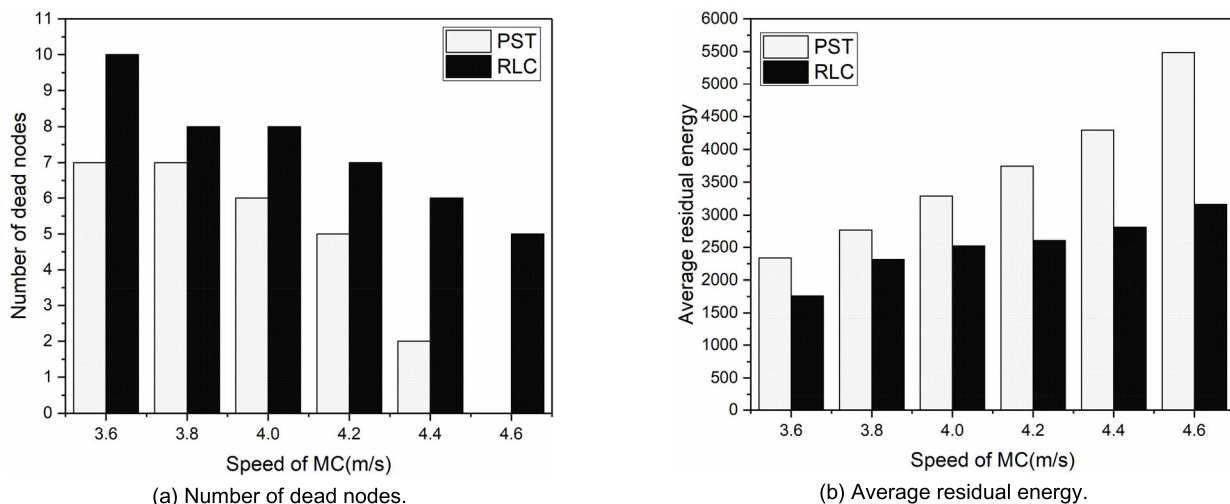 11
10
9
8
7
6
5
4
3
2
1
0
Number of dead nodes
PST
RLC
3.6 3.8 4.0 4.2 4.4 4.6
Speed of MC(m/s)
(a) Number of dead nodes.
6000
5500
5000
4500
4000
3500
3000
2500
2000
1500
1000
500
0
Average residual energy
PST
RLC
3.6 3.8 4.0 4.2 4.4 4.6
Speed of MC(m/s)
(b) Average residual energy.